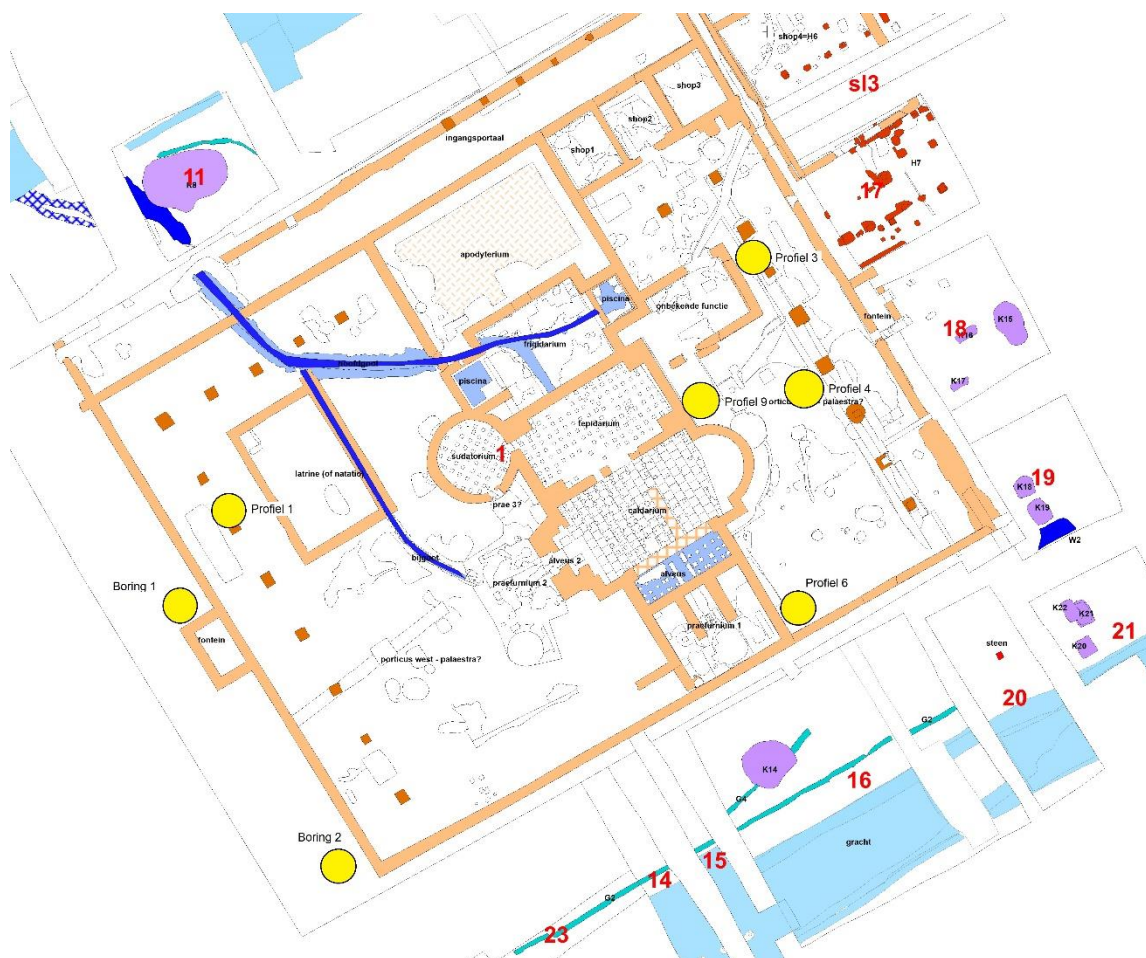 shop4=H6
sl3
shop3
shop2
shop1
ingangsportaal
11
K8
H7
17
apodyterium
Profiel 3
piscina
onbekende functie
fontein
K15
18
K17
frigidarium
piscina
Profiel 4
Profiel 9
palaestra?
tepidarium
sudatorium
1
19
K18
K19
W2
latrine (of natatio)
Profiel 1
prae 3?
caldarium
alveus 2
alveus
praefurnium 2
Boring 1
fontein
Profiel 6
praefurnium 1
K22
K21
K20
21
steen
20
porticus west - palaestra?
G2
K14
16
G4
gracht
Boring 2
15
14
G2
23